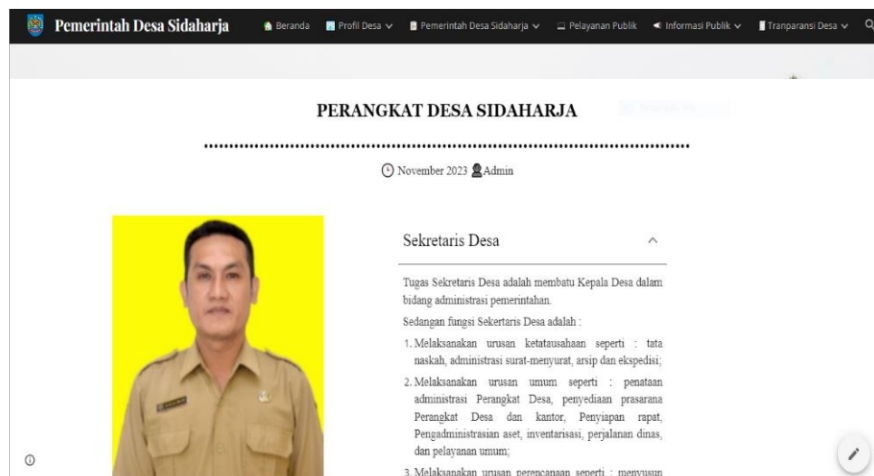 Pemerintah Desa Sidaharja
Beranda
Profil Desa
Pemerintah Desa Sidaharja
Pelayanan Publik
Informasi Publik
Tranparansi Desa
PERANGKAT DESA SIDAHARJA
November 2023 Admin
Sekretaris Desa
Tugas Sekretaris Desa adalah membatu Kepala Desa dalam
bidang administrasi pemerintahan.
Sedangan fungsi Sekertaris Desa adalah :
1. Melaksanakan urusan ketatausahaan seperti : tata
naskah, administrasi surat-menyurat, arsip dan ekspedisi;
2. Melaksanakan urusan umum seperti : penataan
administrasi Perangkat Desa, penyediaan prasarana
Perangkat Desa dan kantor, Penyiapan rapat,
Pengadministrasian aset, inventarisasi, perjalanan dinas,
dan pelayanan umum;
3. Melaksanakan urusan perencanaan seperti : menyusun